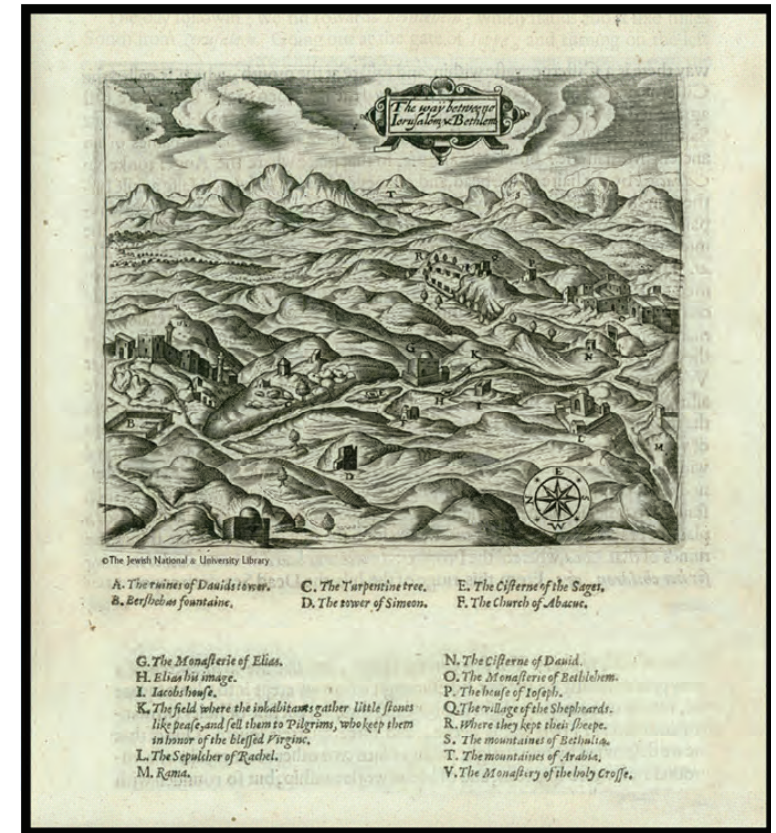 The way betweene
Ierusalem & Bethlem
T
S
R
Q
P
O
N
G
K
H
I
F
B
L
M
D
E
N
S
W
©The Jewish National & University Library
A. The ruines of Dauids tower.
B. Bershebas fountaine.
C. The Turpentine tree.
D. The tower of Simeon.
E. The Cisterne of the Sages.
F. The Church of Abacuc.
G. The Monasterie of Elias.
H. Elias his image.
I. Iacobs house.
K. The field where the inhabitants gather little stones
like pease, and sell them to Pilgrims, who keep them
in honor of the blessed Virgine.
L. The Sepulcher of Rachel.
M. Rama.
N. The Cisterne of Dauid.
O. The Monasterie of Bethlehem.
P. The house of Ioseph.
Q. The village of the Shepheards.
R. Where they kept their sheepe.
S. The mountaines of Bethulia.
T. The mountaines of Arabia.
V. The Monastery of the holy Crosse.